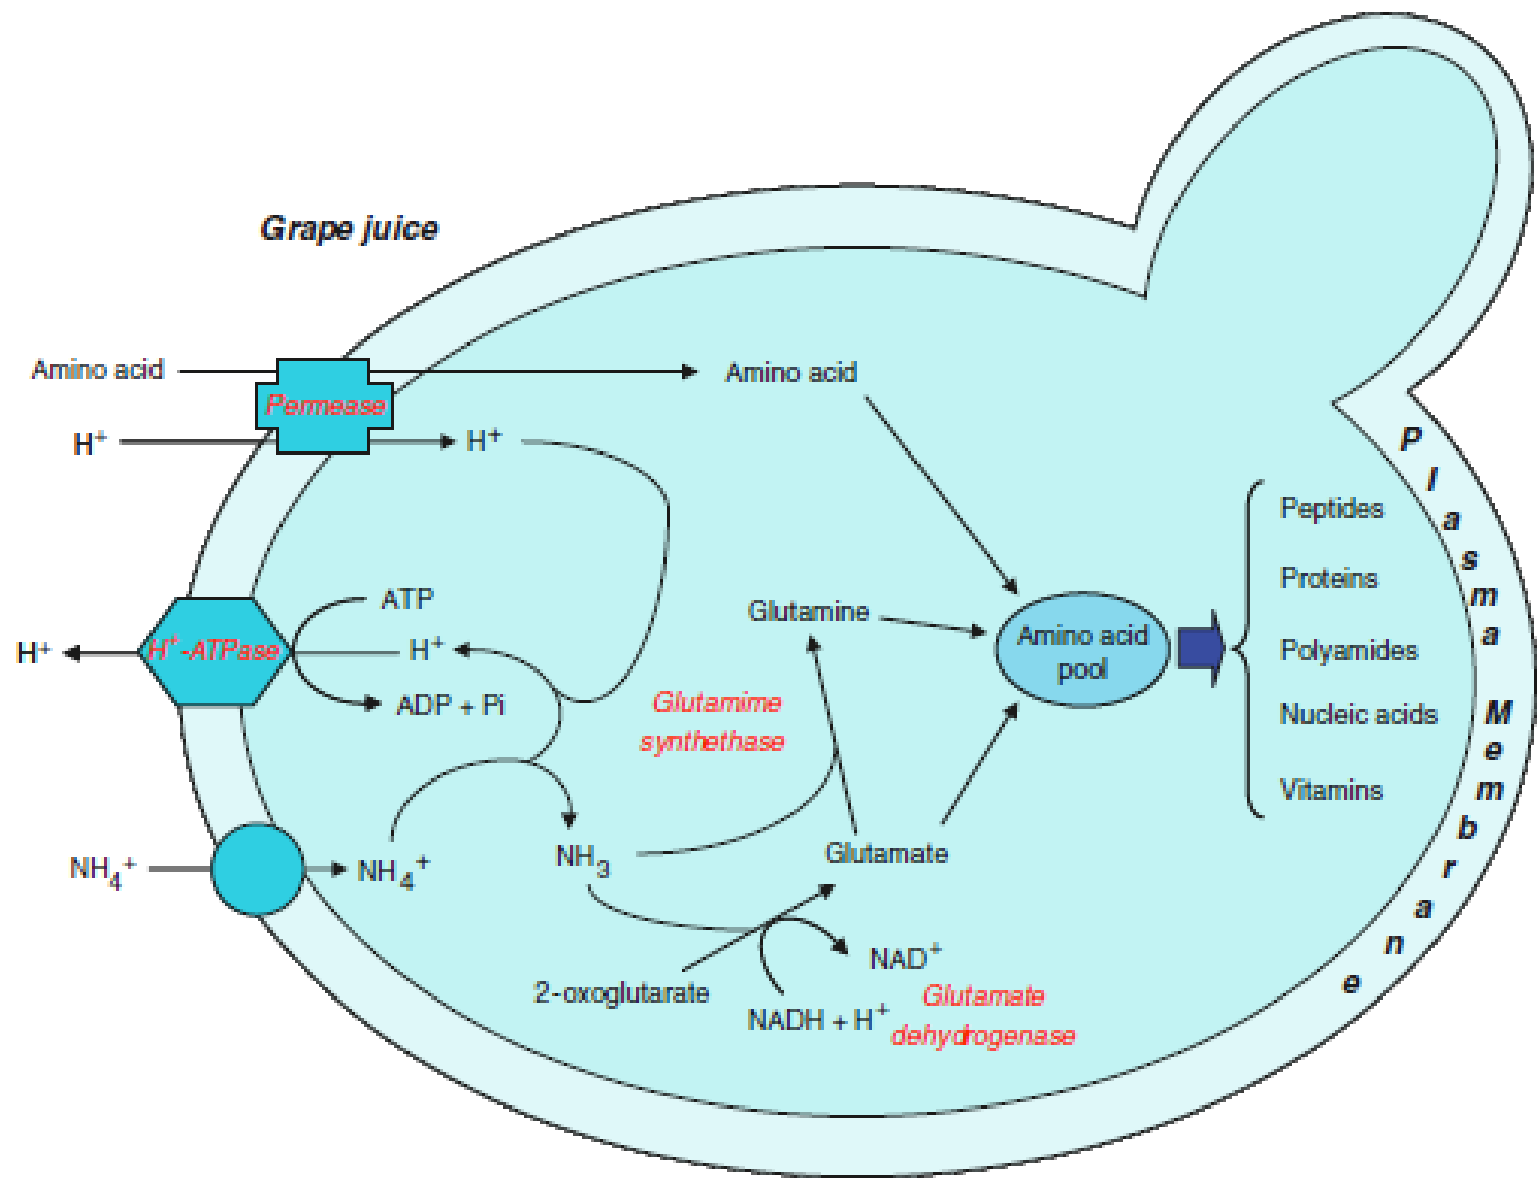 Grape juice
Amino acid
Permease
Amino acid
H⁺
H⁺
ATP
H⁺
H⁺-ATPase
H⁺
ADP + Pi
Glutamime
synthethase
Glutamine
Amino acid
pool
Peptides
Proteins
Polyamides
Nucleic acids
Vitamins
Plasma Membrane
NH₄⁺
NH₄⁺
NH₃
Glutamate
2-oxoglutarate
NAD⁺
NADH + H⁺
Glutamate
dehydrogenase